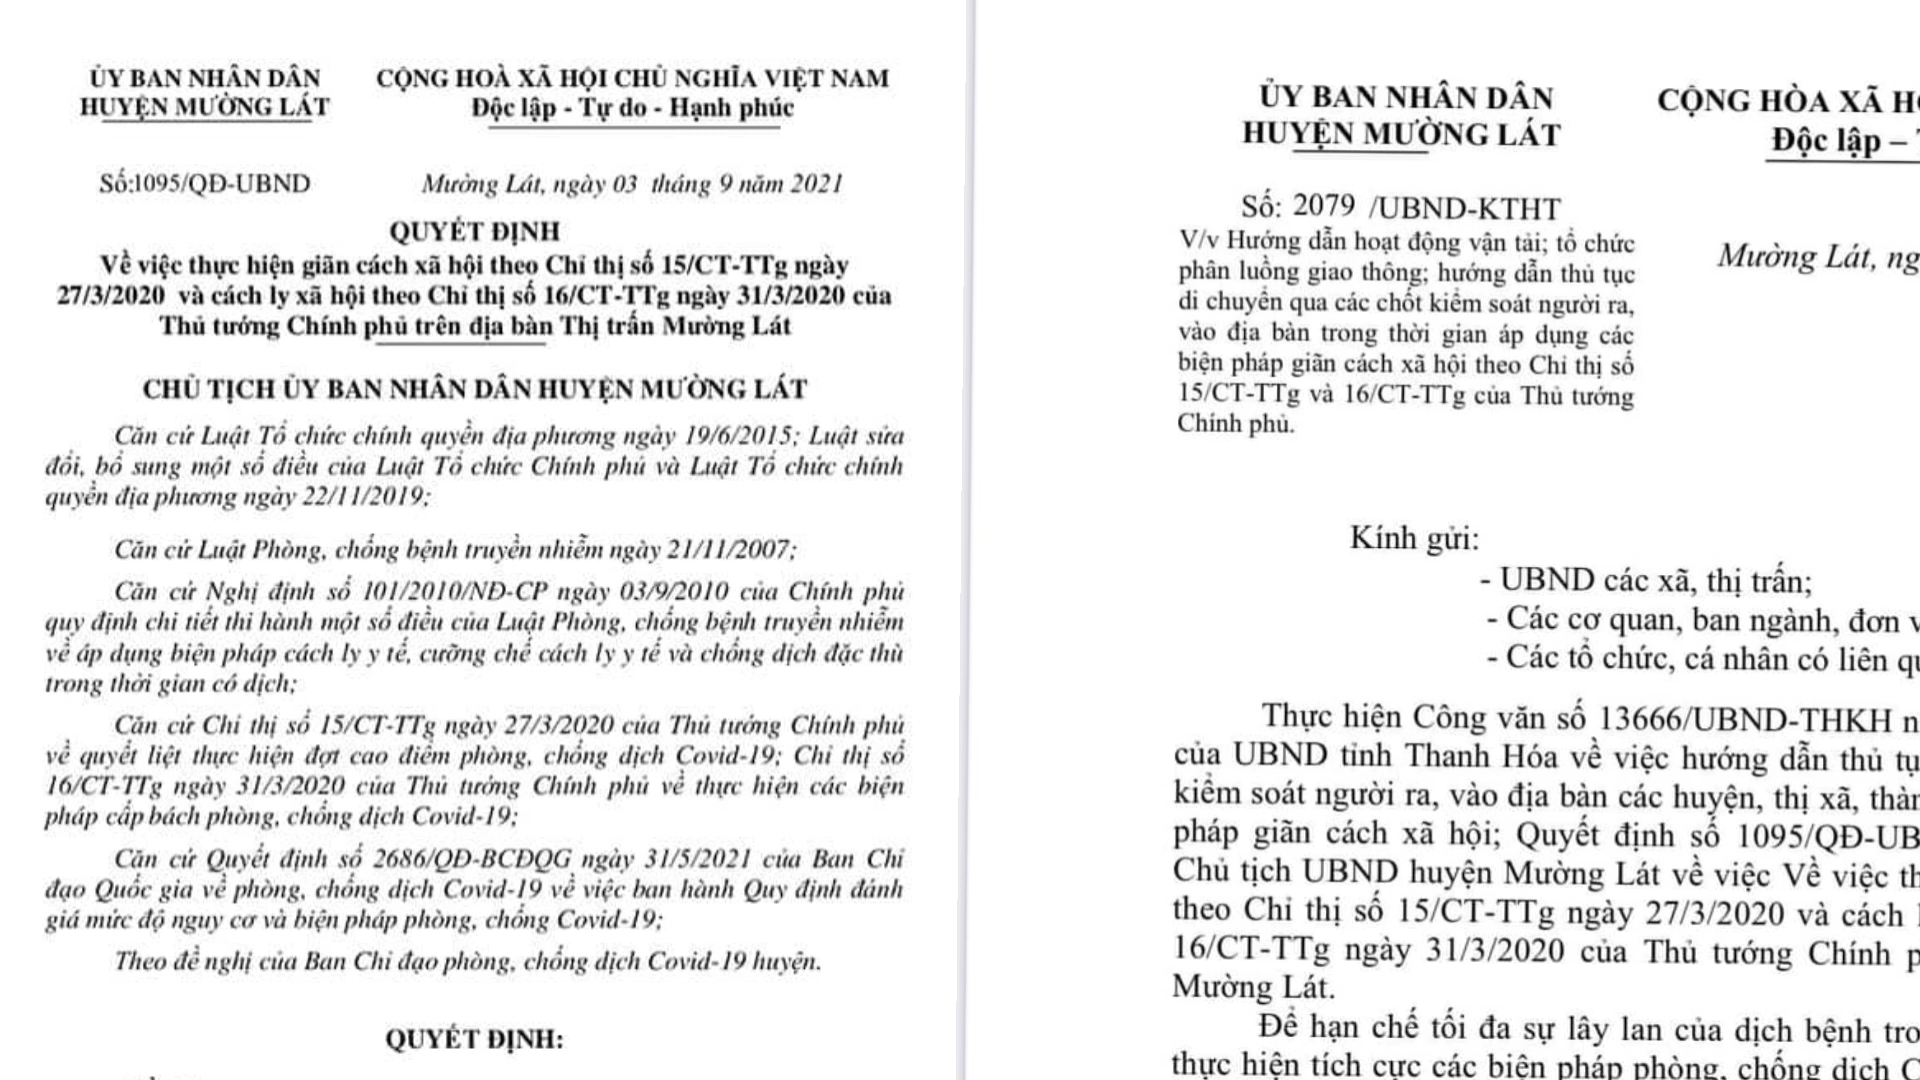 ỦY BAN NHÂN DÂN
HUYỆN MƯỜNG LÁT
CỘNG HOÀ XÃ HỘI CHỦ NGHĨA VIỆT NAM
Độc lập - Tự do - Hạnh phúc
Số:1095/QĐ-UBND
Mường Lát, ngày 03 tháng 9 năm 2021
QUYẾT ĐỊNH
Về việc thực hiện giãn cách xã hội theo Chỉ thị số 15/CT-TTg ngày
27/3/2020 và cách ly xã hội theo Chỉ thị số 16/CT-TTg ngày 31/3/2020 của
Thủ tướng Chính phủ trên địa bàn Thị trấn Mường Lát
CHỦ TỊCH ỦY BAN NHÂN DÂN HUYỆN MƯỜNG LÁT
Căn cứ Luật Tổ chức chính quyền địa phương ngày 19/6/2015; Luật sửa
đổi, bổ sung một số điều của Luật Tổ chức Chính phủ và Luật Tổ chức chính
quyền địa phương ngày 22/11/2019;
Căn cứ Luật Phòng, chống bệnh truyền nhiễm ngày 21/11/2007;
Căn cứ Nghị định số 101/2010/NĐ-CP ngày 03/9/2010 của Chính phủ
quy định chi tiết thi hành một số điều của Luật Phòng, chống bệnh truyền nhiễm
về áp dụng biện pháp cách ly y tế, cưỡng chế cách ly y tế và chống dịch đặc thù
trong thời gian có dịch;
Căn cứ Chỉ thị số 15/CT-TTg ngày 27/3/2020 của Thủ tướng Chính phủ
về quyết liệt thực hiện đợt cao điểm phòng, chống dịch Covid-19; Chỉ thị số
16/CT-TTg ngày 31/3/2020 của Thủ tướng Chính phủ về thực hiện các biện
pháp cấp bách phòng, chống dịch Covid-19;
Căn cứ Quyết định số 2686/QĐ-BCĐQG ngày 31/5/2021 của Ban Chỉ
đạo Quốc gia về phòng, chống dịch Covid-19 về việc ban hành Quy định đánh
giá mức độ nguy cơ và biện pháp phòng, chống Covid-19;
Theo đề nghị của Ban Chỉ đạo phòng, chống dịch Covid-19 huyện.
QUYẾT ĐỊNH:
ỦY BAN NHÂN DÂN
HUYỆN MƯỜNG LÁT
CỘNG HÒA XÃ
Độc lập –
Số: 2079 /UBND-KTHT
V/v Hướng dẫn hoạt động vận tải; tổ chức
phân luồng giao thông; hướng dẫn thủ tục
di chuyển qua các chốt kiểm soát người ra,
vào địa bàn trong thời gian áp dụng các
biện pháp giãn cách xã hội theo Chỉ thị số
15/CT-TTg và 16/CT-TTg của Thủ tướng
Chính phủ.
Mường Lát, ng
Kính gửi:
- UBND các xã, thị trấn;
- Các cơ quan, ban ngành, đơn v
- Các tổ chức, cá nhân có liên qu
Thực hiện Công văn số 13666/UBND-THKH n
của UBND tỉnh Thanh Hóa về việc hướng dẫn thủ tụ
kiểm soát người ra, vào địa bàn các huyện, thị xã, thàn
pháp giãn cách xã hội; Quyết định số 1095/QĐ-UB
Chủ tịch UBND huyện Mường Lát về việc Về việc th
theo Chỉ thị số 15/CT-TTg ngày 27/3/2020 và cách l
16/CT-TTg ngày 31/3/2020 của Thủ tướng Chính p
Mường Lát.
Để hạn chế tối đa sự lây lan của dịch bệnh tro
thực hiện tích cực các biện pháp phòng, chống dịch C